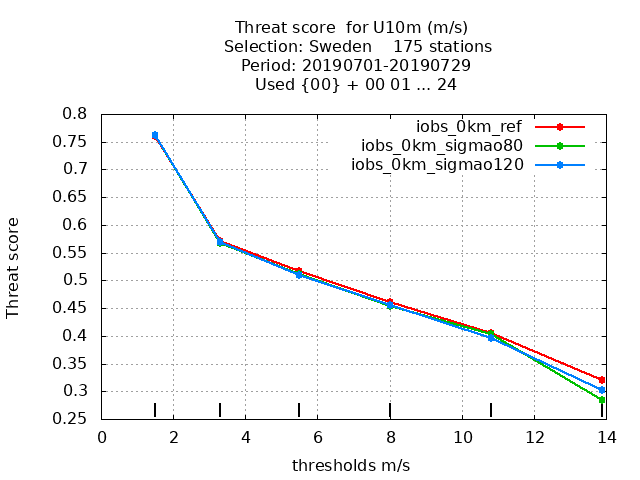 Threat score  for U10m (m/s)
Selection: Sweden    175 stations
Period: 20190701-20190729
Used {00} + 00 01 ... 24
iobs_0km_ref
iobs_0km_sigmao80
iobs_0km_sigmao120
Threat score
0.8
0.75
0.7
0.65
0.6
0.55
0.5
0.45
0.4
0.35
0.3
0.25
0 2 4 6 8 10 12 14
thresholds m/s